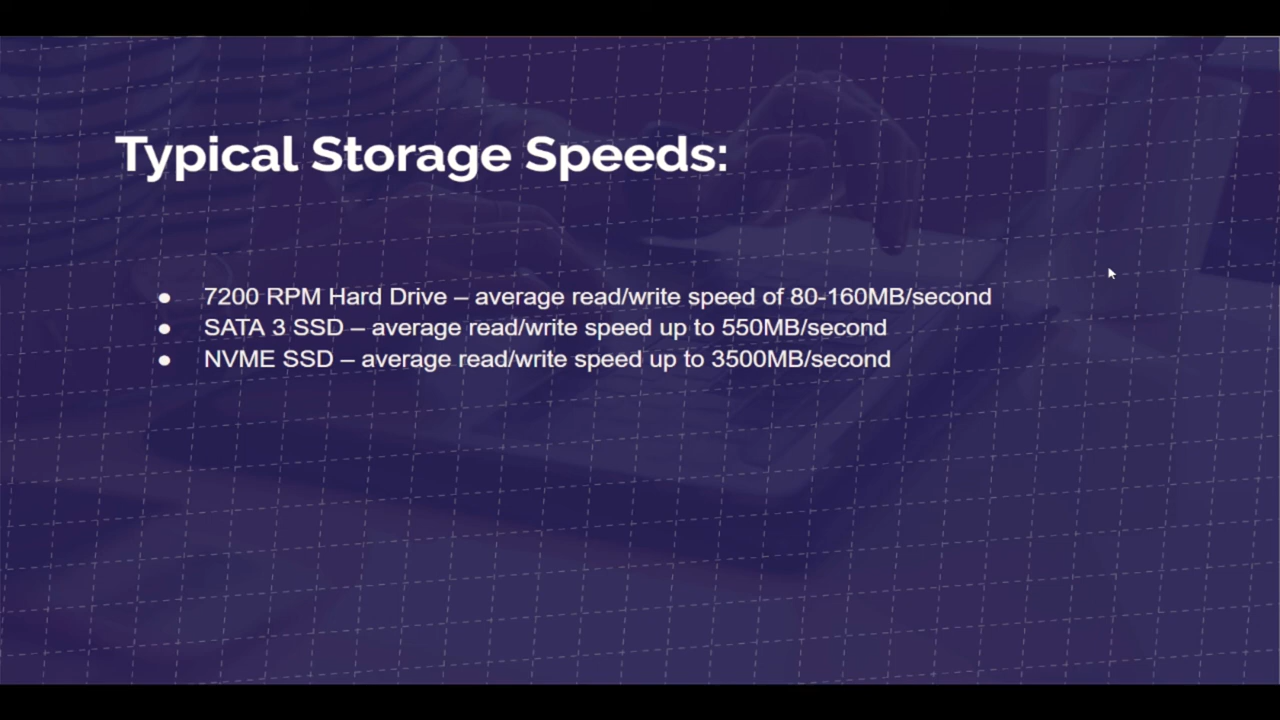 Typical Storage Speeds:
● 7200 RPM Hard Drive – average read/write speed of 80-160MB/second
● SATA 3 SSD – average read/write speed up to 550MB/second
● NVME SSD – average read/write speed up to 3500MB/second